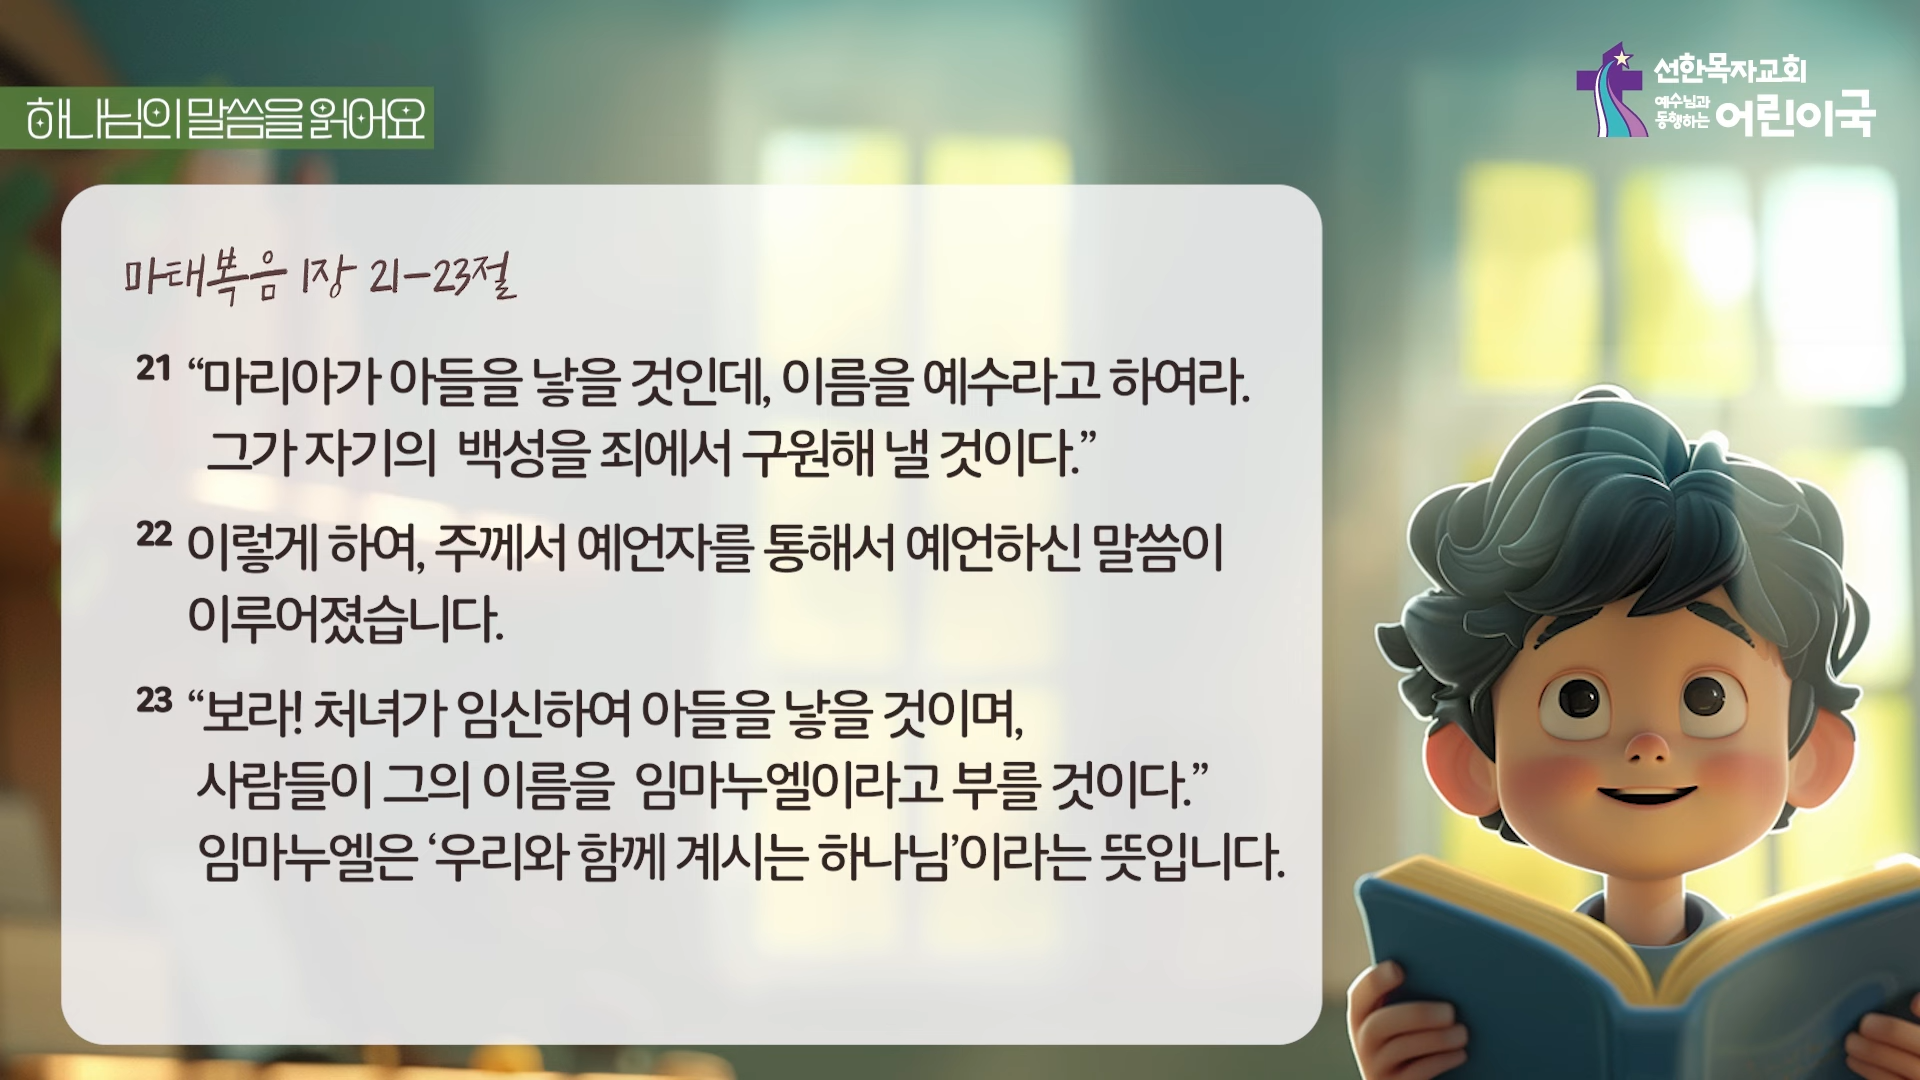 하나님의 말씀을 읽어요
선한목자교회
예수님과
동행하는 어린이국
마태복음 1장 21-23절
21 “마리아가 아들을 낳을 것인데, 이름을 예수라고 하여라.
그가 자기의 백성을 죄에서 구원해 낼 것이다.”
22 이렇게 하여, 주께서 예언자를 통해서 예언하신 말씀이
이루어졌습니다.
23 “보라! 처녀가 임신하여 아들을 낳을 것이며,
사람들이 그의 이름을 임마누엘이라고 부를 것이다.”
임마누엘은 ‘우리와 함께 계시는 하나님’이라는 뜻입니다.